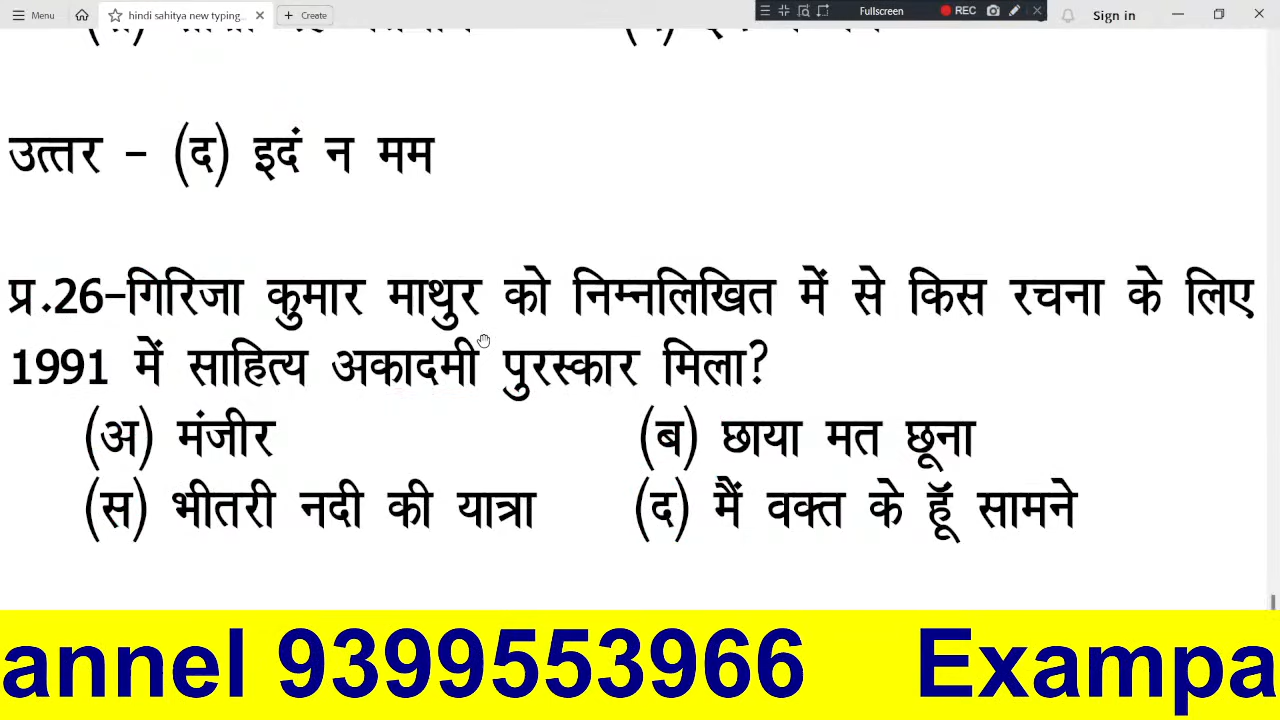 Menu hindi sahitya new typing... × + Create Fullscreen REC Sign in
उत्तर - (द) इदं न मम
प्र.26-गिरिजा कुमार माथुर को निम्नलिखित में से किस रचना के लिए
1991 में साहित्य अकादमी पुरस्कार मिला?
(अ) मंजीर (ब) छाया मत छूना
(स) भीतरी नदी की यात्रा (द) मैं वक्त के हॅू सामने
annel 9399553966 Exampa